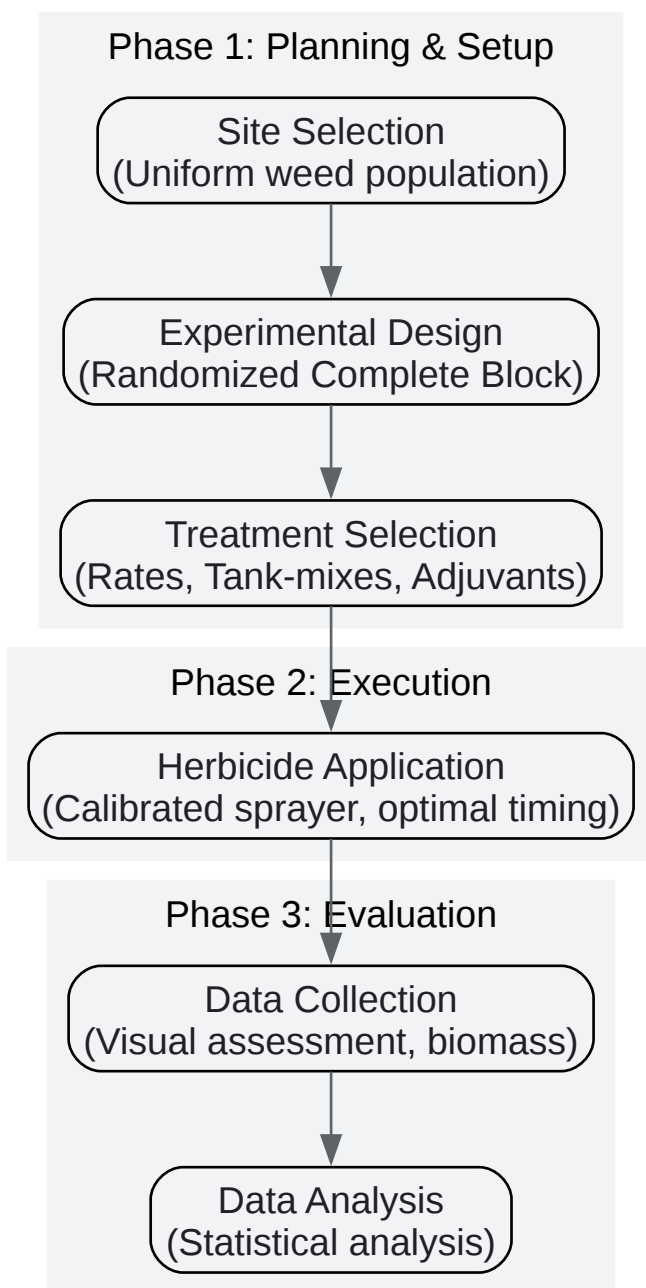 Phase 1: Planning & Setup
Site Selection
(Uniform weed population)
Experimental Design
(Randomized Complete Block)
Treatment Selection
(Rates, Tank-mixes, Adjuvants)
Phase 2: Execution
Herbicide Application
(Calibrated sprayer, optimal timing)
Phase 3: Evaluation
Data Collection
(Visual assessment, biomass)
Data Analysis
(Statistical analysis)